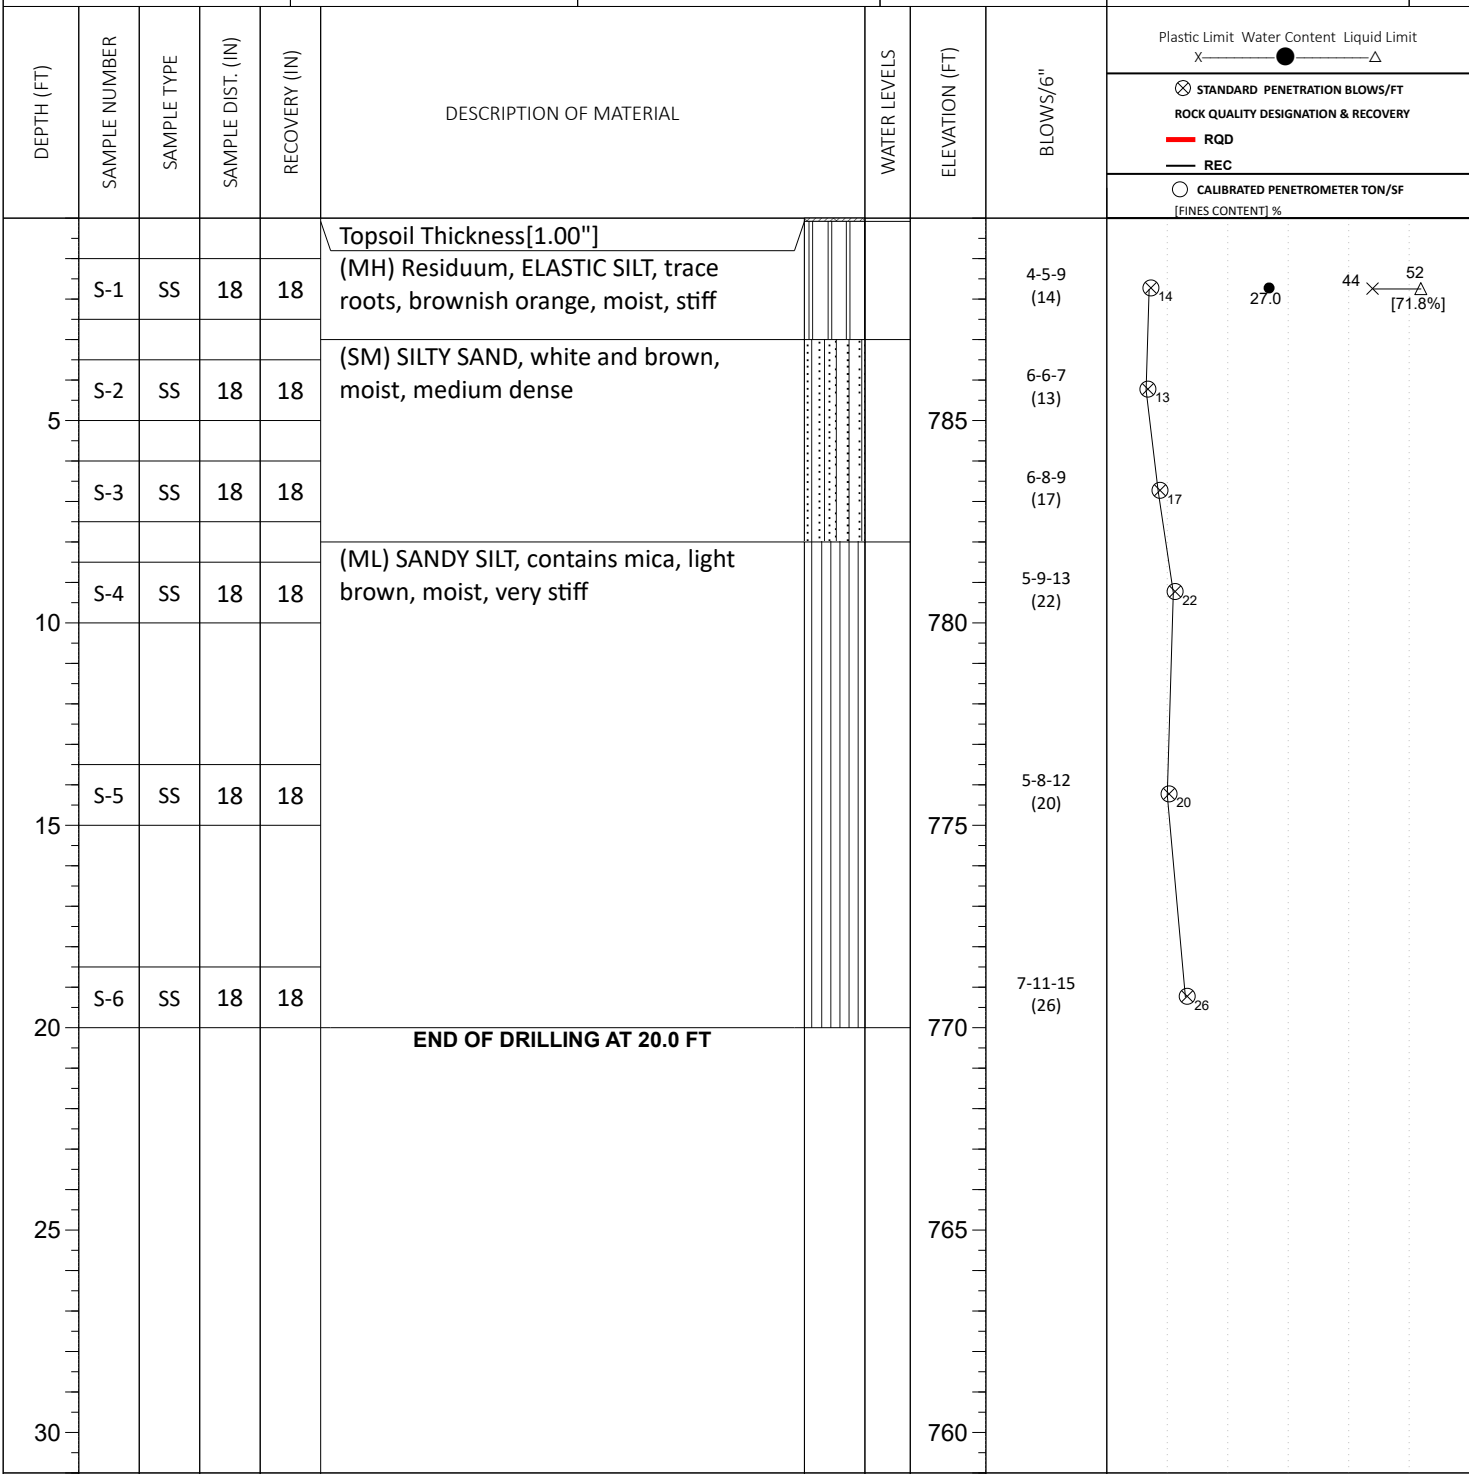 DEPTH (FT)
SAMPLE NUMBER
SAMPLE TYPE
SAMPLE DIST. (IN)
RECOVERY (IN)
DESCRIPTION OF MATERIAL
WATER LEVELS
ELEVATION (FT)
BLOWS/6"
Plastic Limit Water Content Liquid Limit
X
STANDARD PENETRATION BLOWS/FT
ROCK QUALITY DESIGNATION & RECOVERY
RQD
REC
CALIBRATED PENETROMETER TON/SF
[FINES CONTENT] %
Topsoil Thickness[1.00"]
S-1 SS 18 18
(MH) Residuum, ELASTIC SILT, trace
roots, brownish orange, moist, stiff
4-5-9
(14)
14
27.0
44
52
[71.8%]
S-2 SS 18 18
(SM) SILTY SAND, white and brown,
moist, medium dense
6-6-7
(13)
13
5
785
S-3 SS 18 18
6-8-9
(17)
17
(ML) SANDY SILT, contains mica, light
brown, moist, very stiff
S-4 SS 18 18
5-9-13
(22)
22
10
780
S-5 SS 18 18
5-8-12
(20)
20
15
775
S-6 SS 18 18
7-11-15
(26)
26
20
770
END OF DRILLING AT 20.0 FT
25
765
30
760